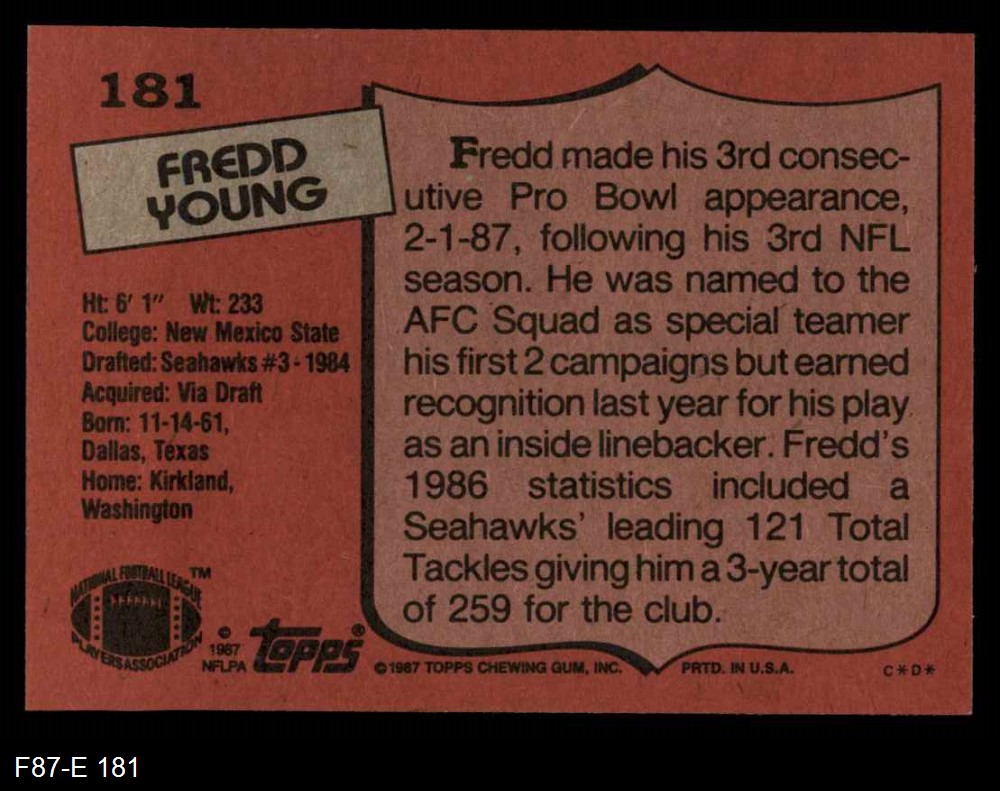 181
FREDD
YOUNG
Ht: 6' 1" Wt: 233
College: New Mexico State
Drafted: Seahawks #3 - 1984
Acquired: Via Draft
Born: 11-14-61,
Dallas, Texas
Home: Kirkland,
Washington
Fredd made his 3rd consec-
utive Pro Bowl appearance,
2-1-87, following his 3rd NFL
season. He was named to the
AFC Squad as special teamer
his first 2 campaigns but earned
recognition last year for his play
as an inside linebacker. Fredd's
1986 statistics included a
Seahawks' leading 121 Total
Tackles giving him a 3-year total
of 259 for the club.
NATIONAL FOOTBALL LEAGUE TM
PLAYERS ASSOCIATION
©
1987
NFLPA
topps®
© 1987 TOPPS CHEWING GUM, INC. PRTD. IN U.S.A. C*D*
F87-E 181